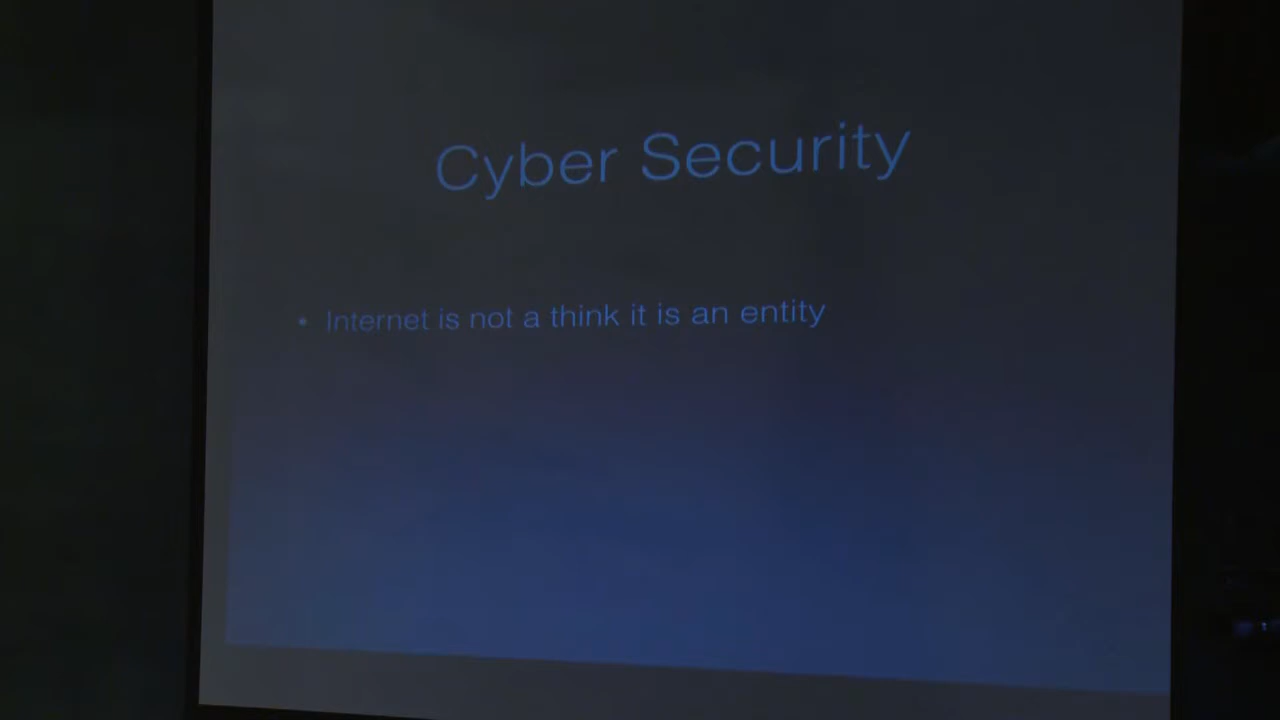 Cyber Security
• Internet is not a think it is an entity